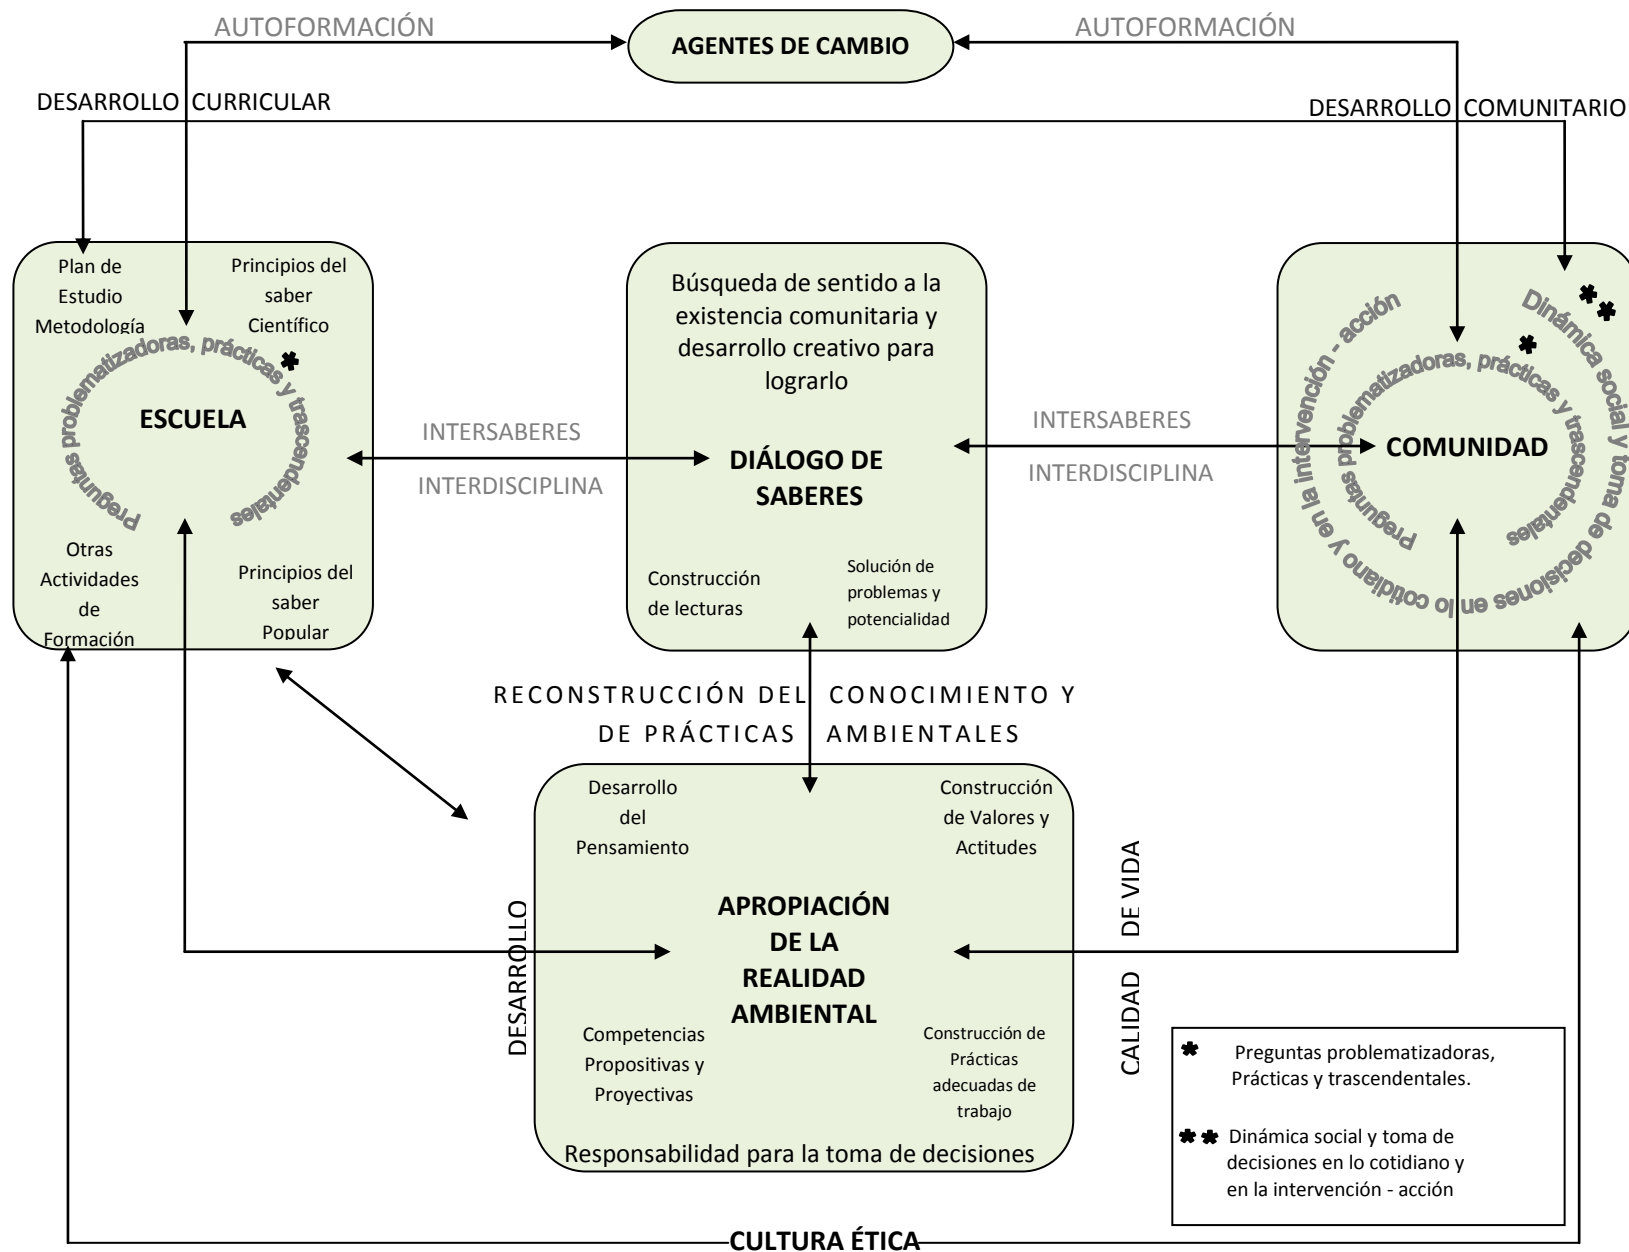 AUTOFORMACIÓN
AGENTES DE CAMBIO
AUTOFORMACIÓN
DESARROLLO CURRICULAR
DESARROLLO COMUNITARIO
Plan de
Estudio
Metodología
Principios del
saber
Científico
Preguntas problematizadoras, prácticas y trascendentales
*
ESCUELA
Otras
Actividades
de
Formación
Principios del
saber
Popular
INTERSABERES
INTERDISCIPLINA
Búsqueda de sentido a la
existencia comunitaria y
desarrollo creativo para
lograrlo
DIÁLOGO DE
SABERES
Construcción
de lecturas
Solución de
problemas y
potencialidad
INTERSABERES
INTERDISCIPLINA
Dinámica social y toma de decisiones en lo cotidiano y en la intervención - acción
* *
Preguntas problematizadoras, prácticas y trascendentales
*
COMUNIDAD
RECONSTRUCCIÓN DEL CONOCIMIENTO Y
DE PRÁCTICAS AMBIENTALES
Desarrollo
del
Pensamiento
Construcción
de Valores y
Actitudes
APROPIACIÓN
DE LA
REALIDAD
AMBIENTAL
Competencias
Propositivas y
Proyectivas
Construcción de
Prácticas
adecuadas de
trabajo
Responsabilidad para la toma de decisiones
DESARROLLO
CALIDAD DE VIDA
* Preguntas problematizadoras,
Prácticas y trascendentales.
* * Dinámica social y toma de
decisiones en lo cotidiano y
en la intervención - acción
CULTURA ÉTICA